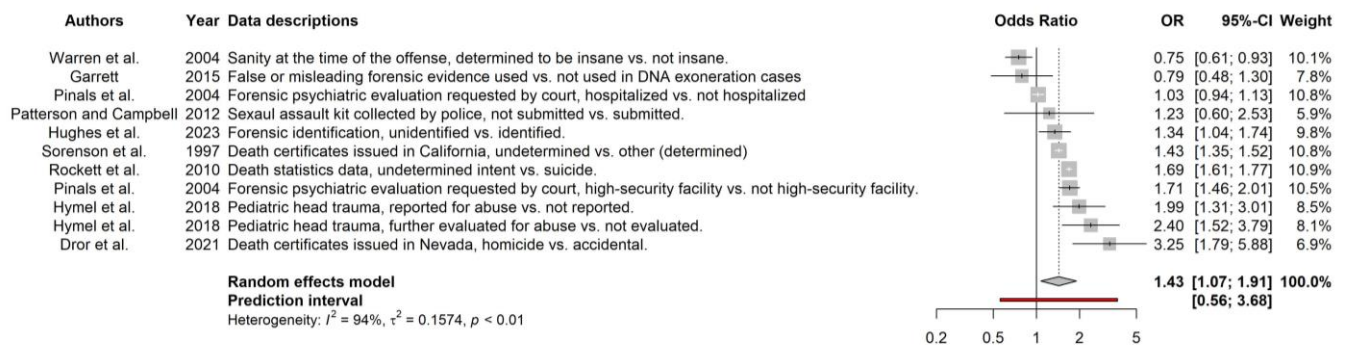 Authors Year Data descriptions Odds Ratio OR 95%-CI Weight
Warren et al. 2004 Sanity at the time of the offense, determined to be insane vs. not insane. 0.75 [0.61; 0.93] 10.1%
Garrett 2015 False or misleading forensic evidence used vs. not used in DNA exoneration cases 0.79 [0.48; 1.30] 7.8%
Pinals et al. 2004 Forensic psychiatric evaluation requested by court, hospitalized vs. not hospitalized 1.03 [0.94; 1.13] 10.8%
Patterson and Campbell 2012 Sexaul assault kit collected by police, not submitted vs. submitted. 1.23 [0.60; 2.53] 5.9%
Hughes et al. 2023 Forensic identification, unidentified vs. identified. 1.34 [1.04; 1.74] 9.8%
Sorenson et al. 1997 Death certificates issued in California, undetermined vs. other (determined) 1.43 [1.35; 1.52] 10.8%
Rockett et al. 2010 Death statistics data, undetermined intent vs. suicide. 1.69 [1.61; 1.77] 10.9%
Pinals et al. 2004 Forensic psychiatric evaluation requested by court, high-security facility vs. not high-security facility. 1.71 [1.46; 2.01] 10.5%
Hymel et al. 2018 Pediatric head trauma, reported for abuse vs. not reported. 1.99 [1.31; 3.01] 8.5%
Hymel et al. 2018 Pediatric head trauma, further evaluated for abuse vs. not evaluated. 2.40 [1.52; 3.79] 8.1%
Dror et al. 2021 Death certificates issued in Nevada, homicide vs. accidental. 3.25 [1.79; 5.88] 6.9%
Random effects model 1.43 [1.07; 1.91] 100.0%
Prediction interval [0.56; 3.68]
Heterogeneity: I² = 94%, τ² = 0.1574, p < 0.01
0.2 0.5 1 2 5